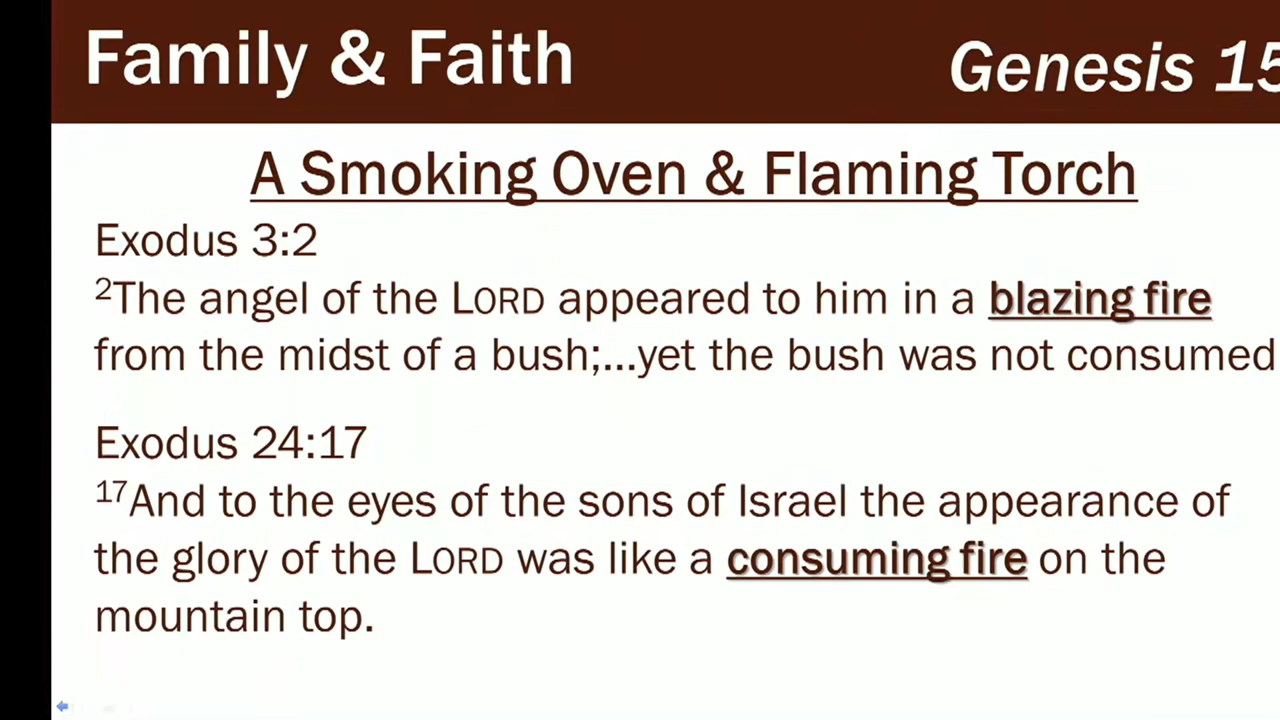 Family & Faith
Genesis 15
A Smoking Oven & Flaming Torch
Exodus 3:2
²The angel of the LORD appeared to him in a blazing fire
from the midst of a bush;...yet the bush was not consumed
Exodus 24:17
¹⁷And to the eyes of the sons of Israel the appearance of
the glory of the LORD was like a consuming fire on the
mountain top.